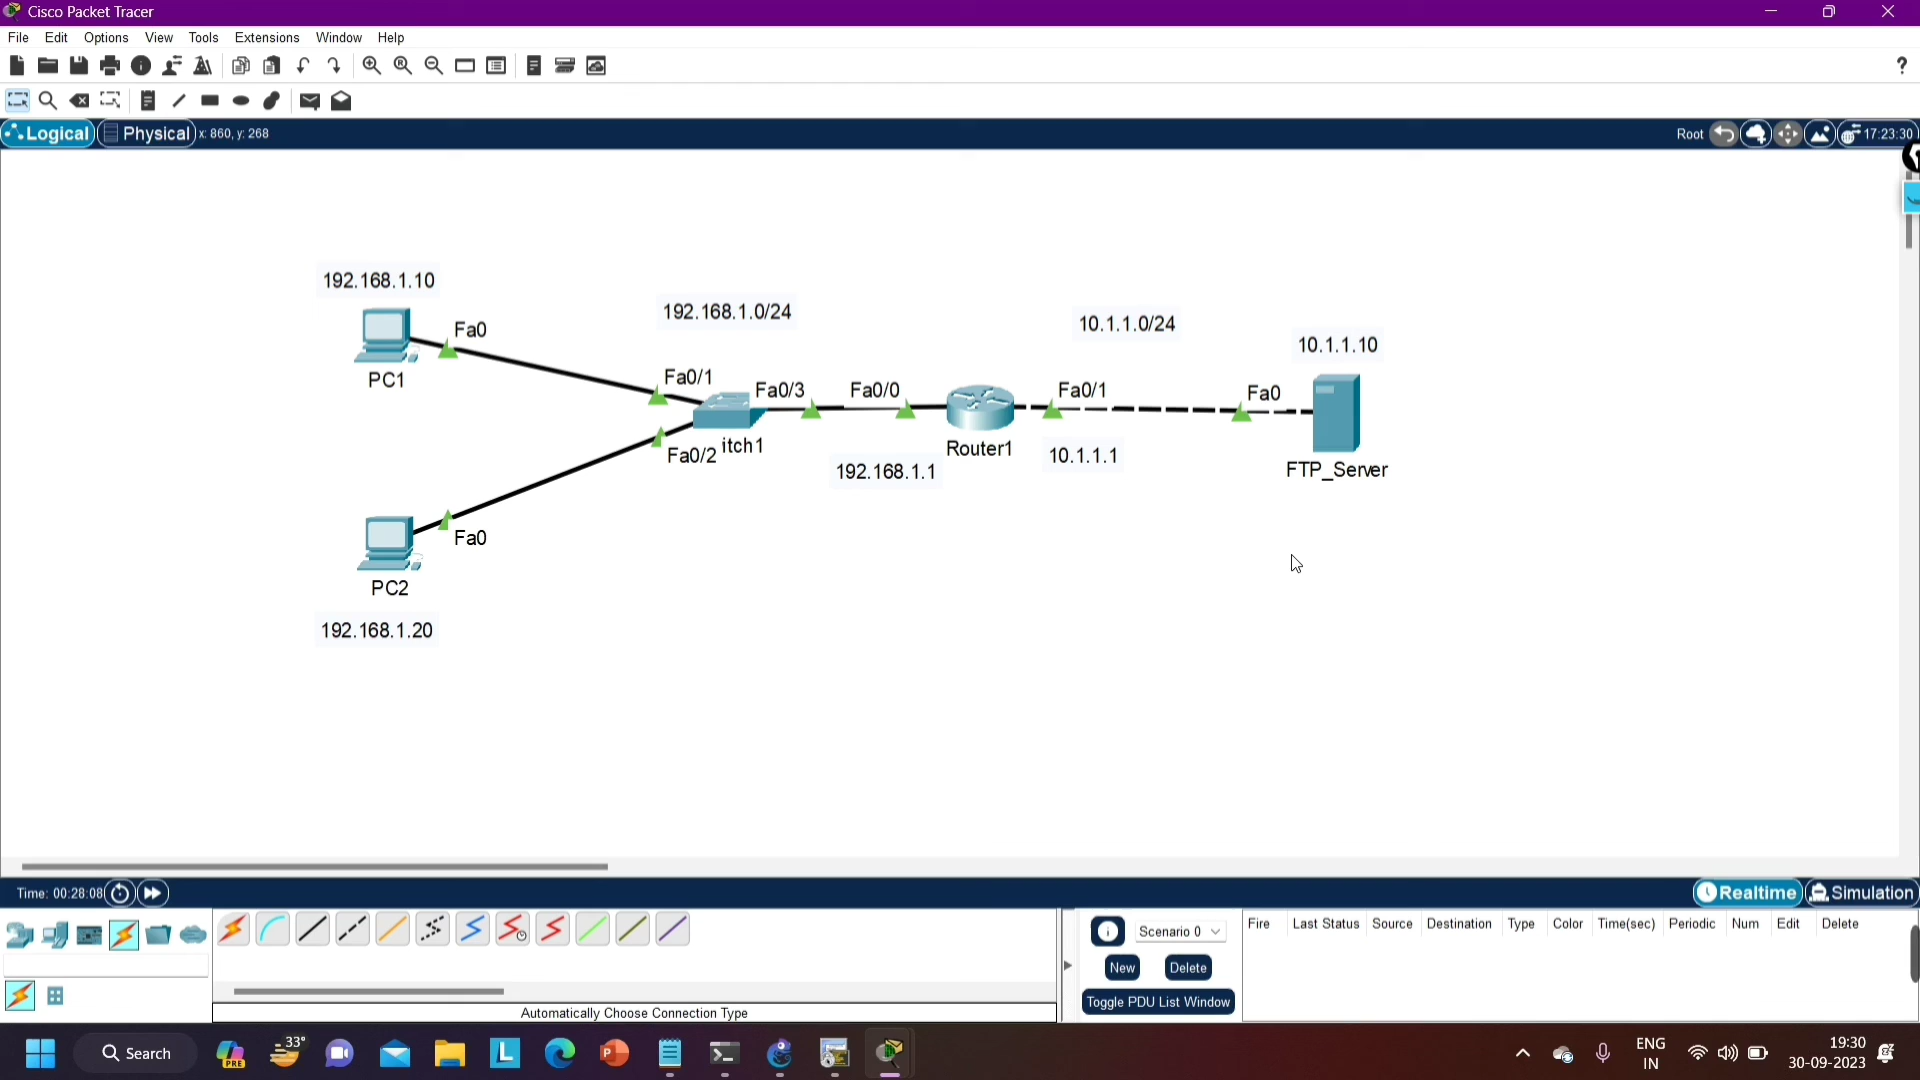 Cisco Packet Tracer
File Edit Options View Tools Extensions Window Help
?
Logical Physical x: 860, y: 268 Root 17:23:30
192.168.1.10
PC1
Fa0
192.168.1.0/24
Fa0/1
Fa0/3
Fa0/2
itch1
Fa0/0
192.168.1.1
Router1
10.1.1.0/24
Fa0/1
10.1.1.1
10.1.1.10
Fa0
FTP_Server
Fa0
PC2
192.168.1.20
Time: 00:28:08 Realtime Simulation
Scenario 0
New Delete
Toggle PDU List Window
Fire Last Status Source Destination Type Color Time(sec) Periodic Num Edit Delete
Automatically Choose Connection Type
Search
PRE
33°
L
P
ENG
IN
19:30
30-09-2023